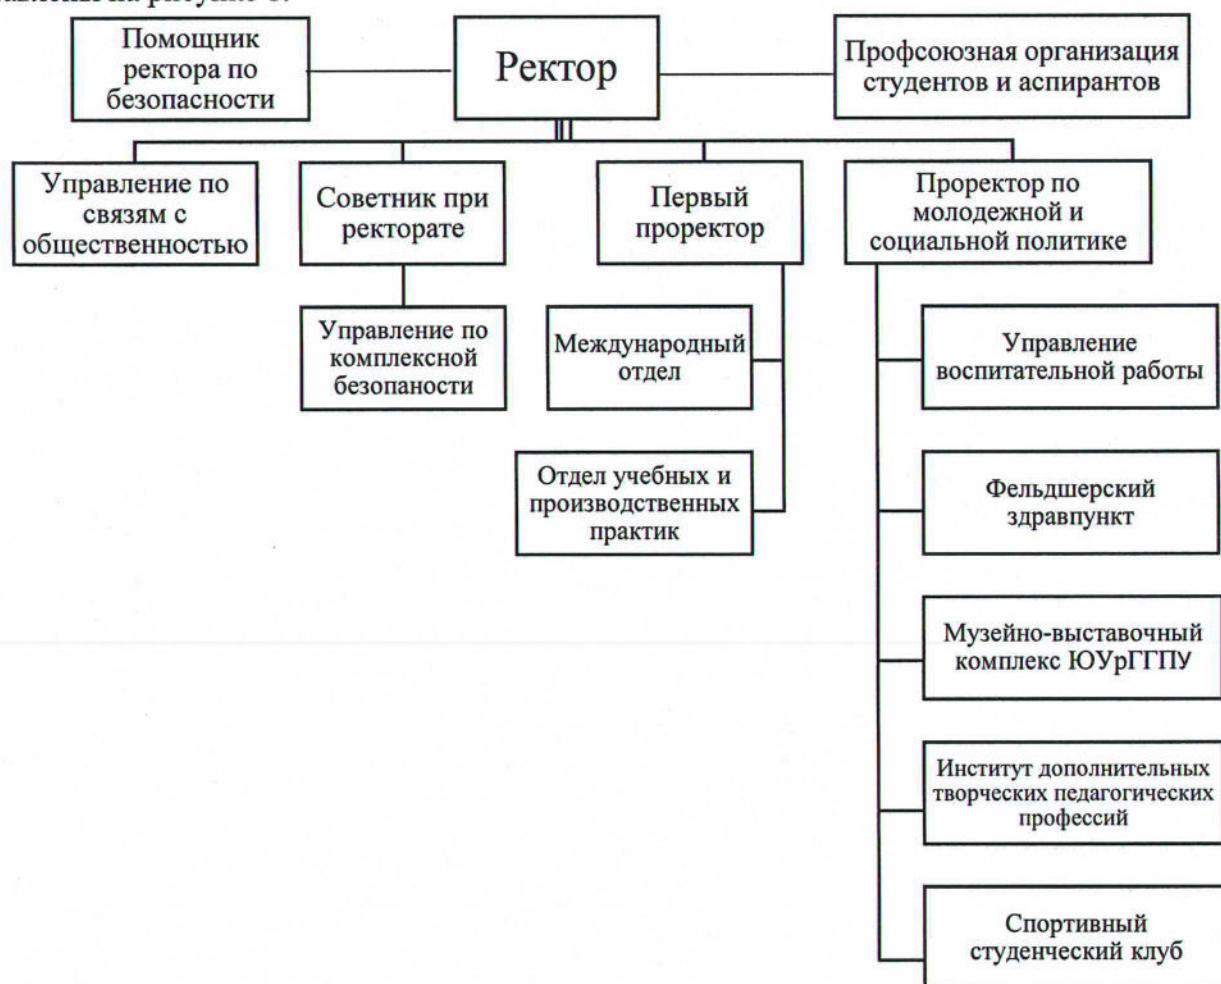 Помощник
ректора по
безопасности
Ректор
Профсоюзная организация
студентов и аспирантов
Управление по
связям с
общественностью
Советник при
ректорате
Первый
проректор
Проректор по
молодежной и
социальной политике
Управление по
комплексной
безопаности
Международный
отдел
Отдел учебных и
производственных
практик
Управление
воспитательной работы
Фельдшерский
здравпункт
Музейно-выставочный
комплекс ЮУрГГПУ
Институт дополнительных
творческих педагогических
профессий
Спортивный
студенческий клуб